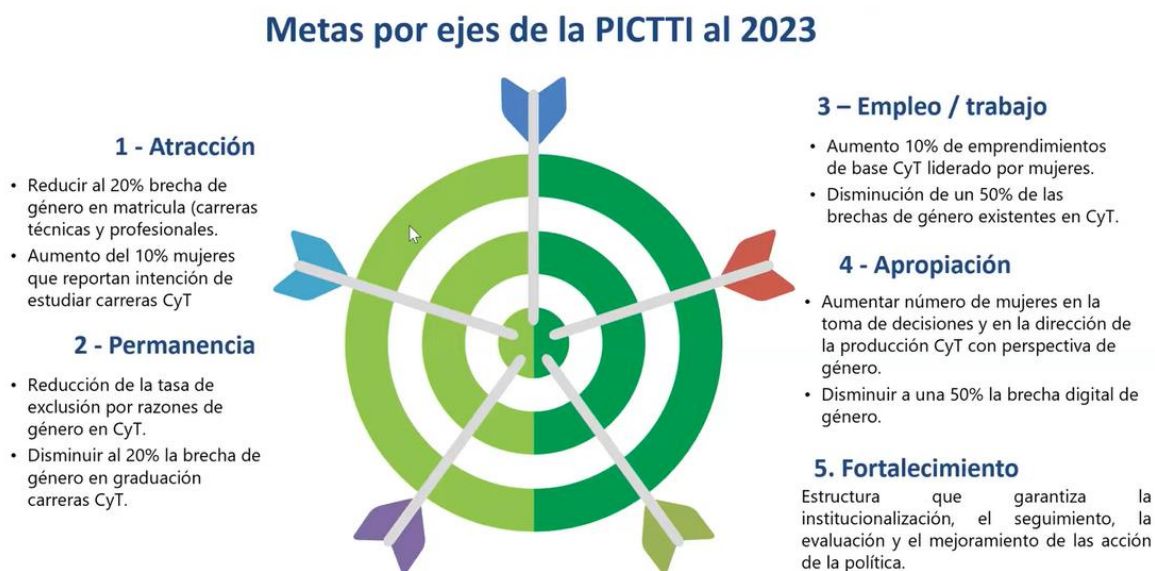 Metas por ejes de la PICTTI al 2023
1 - Atracción
• Reducir al 20% brecha de
género en matricula (carreras
técnicas y profesionales.
• Aumento del 10% mujeres
que reportan intención de
estudiar carreras CyT
2 - Permanencia
• Reducción de la tasa de
exclusión por razones de
género en CyT.
• Disminuir al 20% la brecha de
género en graduación
carreras CyT.
3 – Empleo / trabajo
• Aumento 10% de emprendimientos
de base CyT liderado por mujeres.
• Disminución de un 50% de las
brechas de género existentes en CyT.
4 - Apropiación
• Aumentar número de mujeres en la
toma de decisiones y en la dirección de
la producción CyT con perspectiva de
género.
• Disminuir a una 50% la brecha digital de
género.
5. Fortalecimiento
Estructura que garantiza la
institucionalización, el seguimiento, la
evaluación y el mejoramiento de las acción
de la política.